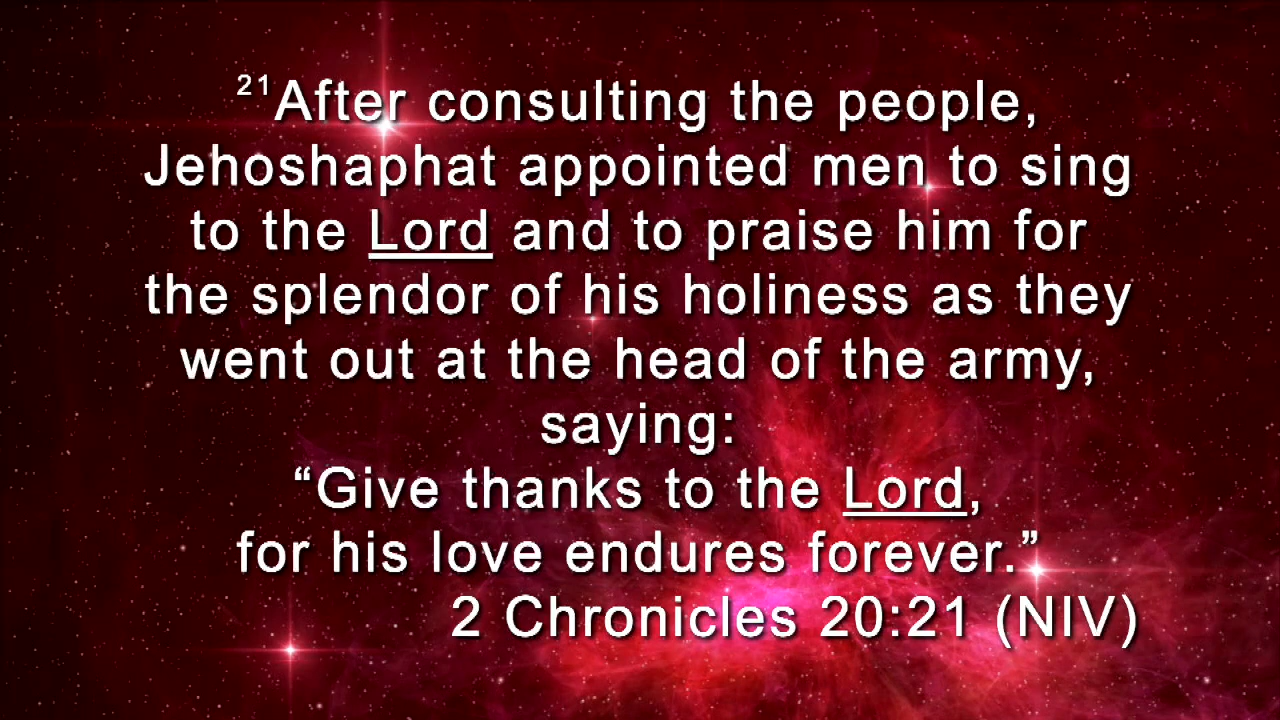 ²¹After consulting the people,
Jehoshaphat appointed men to sing
to the Lord and to praise him for
the splendor of his holiness as they
went out at the head of the army,
saying:
“Give thanks to the Lord,
for his love endures forever.”
2 Chronicles 20:21 (NIV)